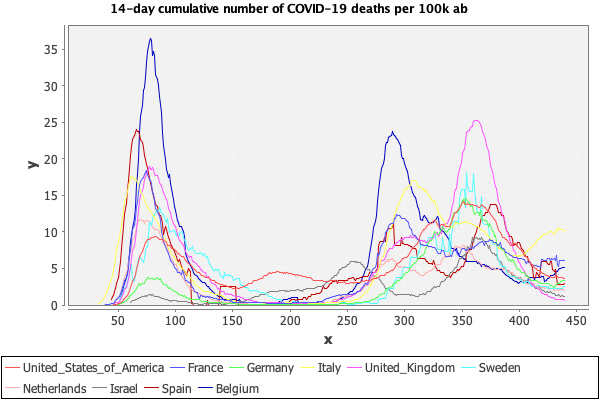 14-day cumulative number of COVID-19 deaths per 100k ab
35
30
25
20
15
10
5
0
y
50 100 150 200 250 300 350 400 450
x
United_States_of_America France Germany Italy United_Kingdom Sweden
Netherlands Israel Spain Belgium